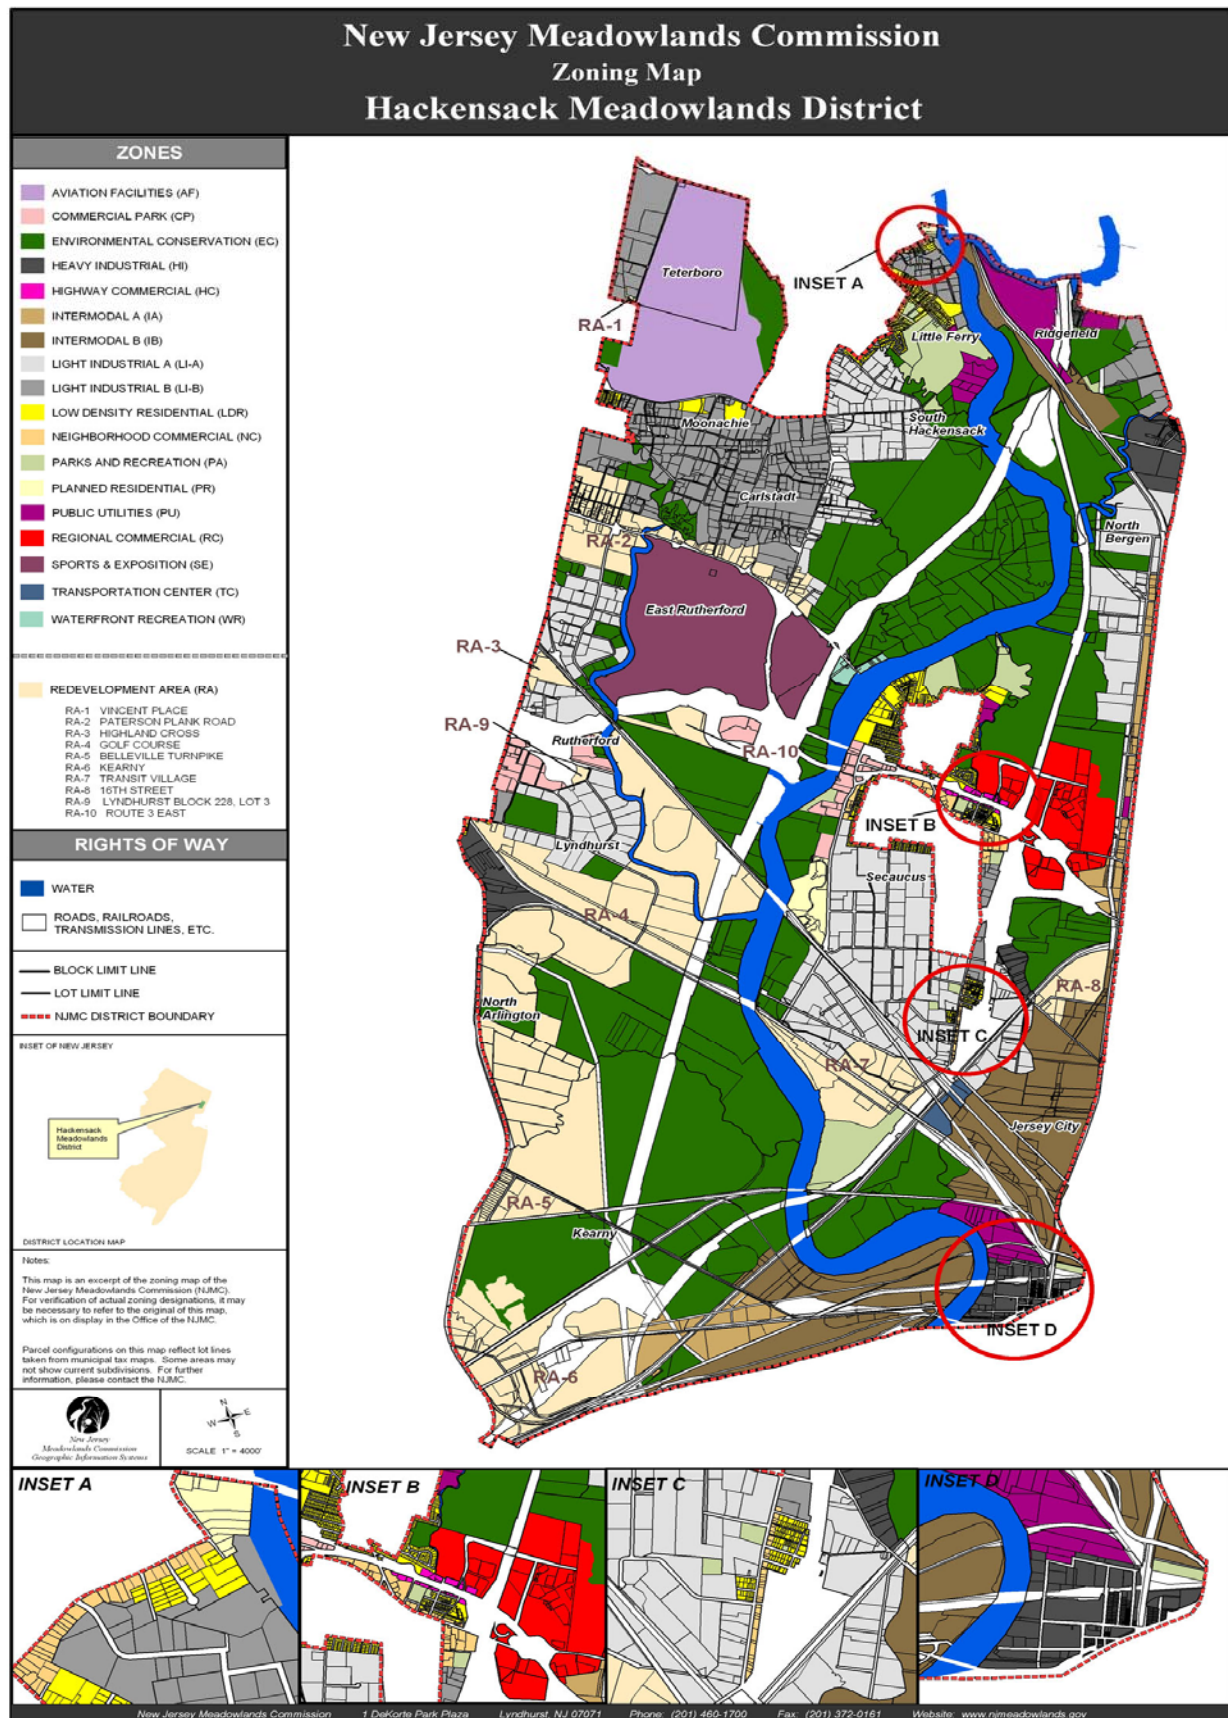 New Jersey Meadowlands Commission
Zoning Map
Hackensack Meadowlands District
ZONES
AVIATION FACILITIES (AF)
COMMERCIAL PARK (CP)
ENVIRONMENTAL CONSERVATION (EC)
HEAVY INDUSTRIAL (HI)
HIGHWAY COMMERCIAL (HC)
INTERMODAL A (IA)
INTERMODAL B (IB)
LIGHT INDUSTRIAL A (LI-A)
LIGHT INDUSTRIAL B (LI-B)
LOW DENSITY RESIDENTIAL (LDR)
NEIGHBORHOOD COMMERCIAL (NC)
PARKS AND RECREATION (PA)
PLANNED RESIDENTIAL (PR)
PUBLIC UTILITIES (PU)
REGIONAL COMMERCIAL (RC)
SPORTS & EXPOSITION (SE)
TRANSPORTATION CENTER (TC)
WATERFRONT RECREATION (WR)
REDEVELOPMENT AREA (RA)
RA-1 VINCENT PLACE
RA-2 PATERSON PLANK ROAD
RA-3 HIGHLAND CROSS
RA-4 GOLF COURSE
RA-5 BELLEVILLE TURNPIKE
RA-6 KEARNY
RA-7 TRANSIT VILLAGE
RA-8 16TH STREET
RA-9 LYNDHURST BLOCK 228, LOT 3
RA-10 ROUTE 3 EAST
RIGHTS OF WAY
WATER
ROADS, RAILROADS,
TRANSMISSION LINES, ETC.
BLOCK LIMIT LINE
LOT LIMIT LINE
NJMC DISTRICT BOUNDARY
INSET OF NEW JERSEY
Hackensack
Meadowlands
District
DISTRICT LOCATION MAP
Notes:
This map is an excerpt of the zoning map of the
New Jersey Meadowlands Commission (NJMC).
For verification of actual zoning designations, it may
be necessary to refer to the original of this map,
which is on display in the Office of the NJMC.
Parcel configurations on this map reflect lot lines
taken from municipal tax maps. Some areas may
not show current subdivisions. For further
information, please contact the NJMC.
New Jersey
Meadowlands Commission
Geographic Information Systems
N
W E
S
SCALE 1" = 4000'
Teterboro
INSET A
RA-1
Little Ferry
Ridgefield
Moonachie
South
Hackensack
Carlstadt
North
Bergen
RA-2
East Rutherford
RA-3
RA-9
Rutherford
RA-10
INSET B
Lyndhurst
Secaucus
RA-4
RA-8
North
Arlington
INSET C
RA-7
Jersey City
RA-5
Kearny
INSET D
RA-6
INSET A
INSET B
INSET C
INSET D
New Jersey Meadowlands Commission 1 DeKorte Park Plaza Lyndhurst, NJ 07071 Phone: (201) 460-1700 Fax: (201) 372-0161 Website: www.njmeadowlands.gov